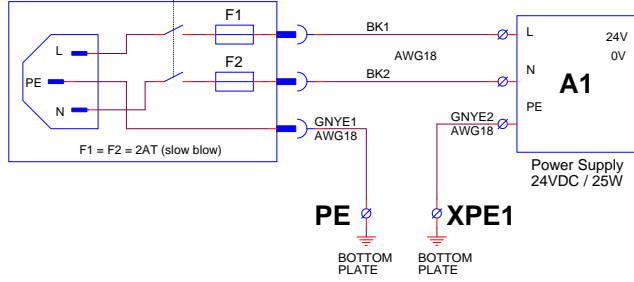 F1
BK1
L
24V
L
AWG18
0V
F2
PE
BK2
N
A1
N
GNYE1
GNYE2
PE
AWG18
AWG18
F1 = F2 = 2AT (slow blow)
Power Supply
24VDC / 25W
PE
XPE1
BOTTOM
PLATE
BOTTOM
PLATE